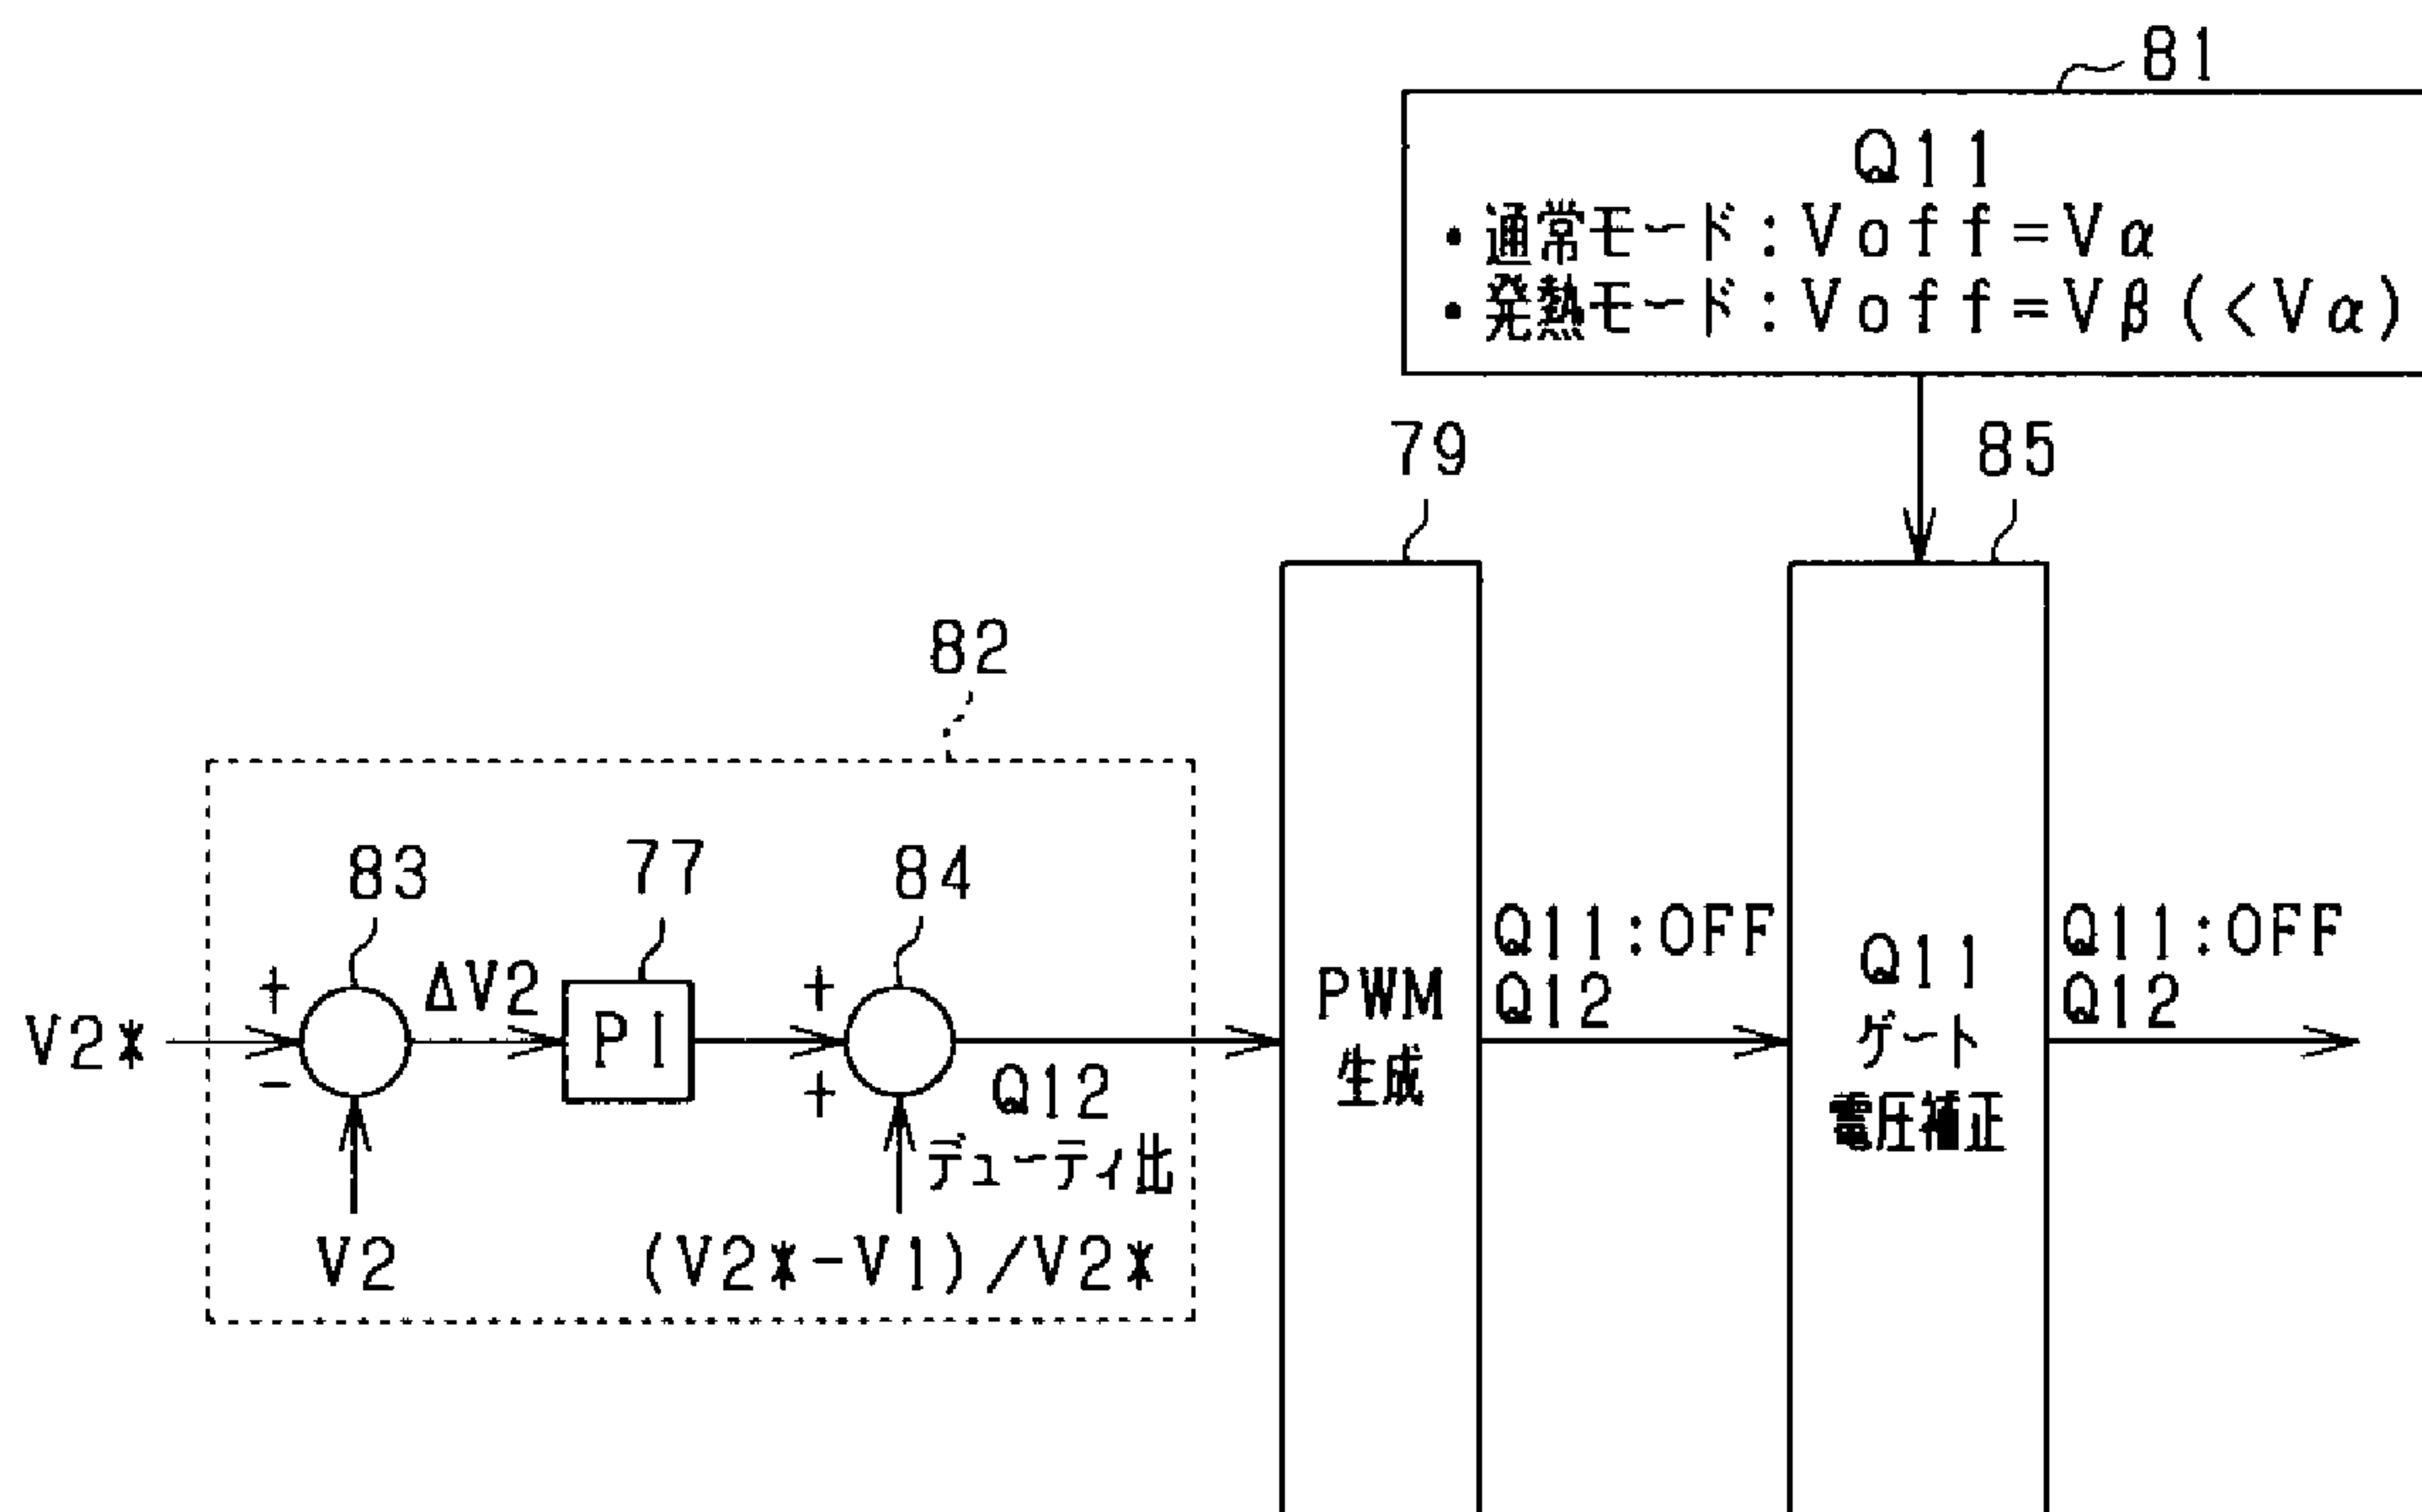 81
Q11
・通常モード:Voff=Vα
・発熱モード:Voff=Vβ(<Vα)
79
85
82
83
77
84
+
ΔV2
+
V2*
-
PI
+
Q12
デューティ比
V2
(V2*-V1)/V2*
PWM
生成
Q11:OFF
Q12
Q11
ゲート
電圧補正
Q11:OFF
Q12